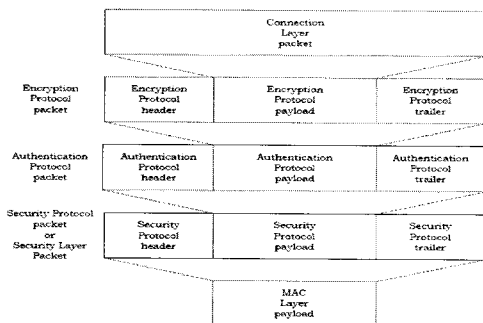 Connection
Layer
packet
Encryption
Protocol
packet
Encryption
Protocol
header
Encryption
Protocol
payload
Encryption
Protocol
trailer
Authentication
Protocol
packet
Authentication
Protocol
header
Authentication
Protocol
payload
Authentication
Protocol
trailer
Security Protocol
packet
or
Security Layer
Packet
Security
Protocol
header
Security
Protocol
payload
Security
Protocol
trailer
MAC
Layer
payload